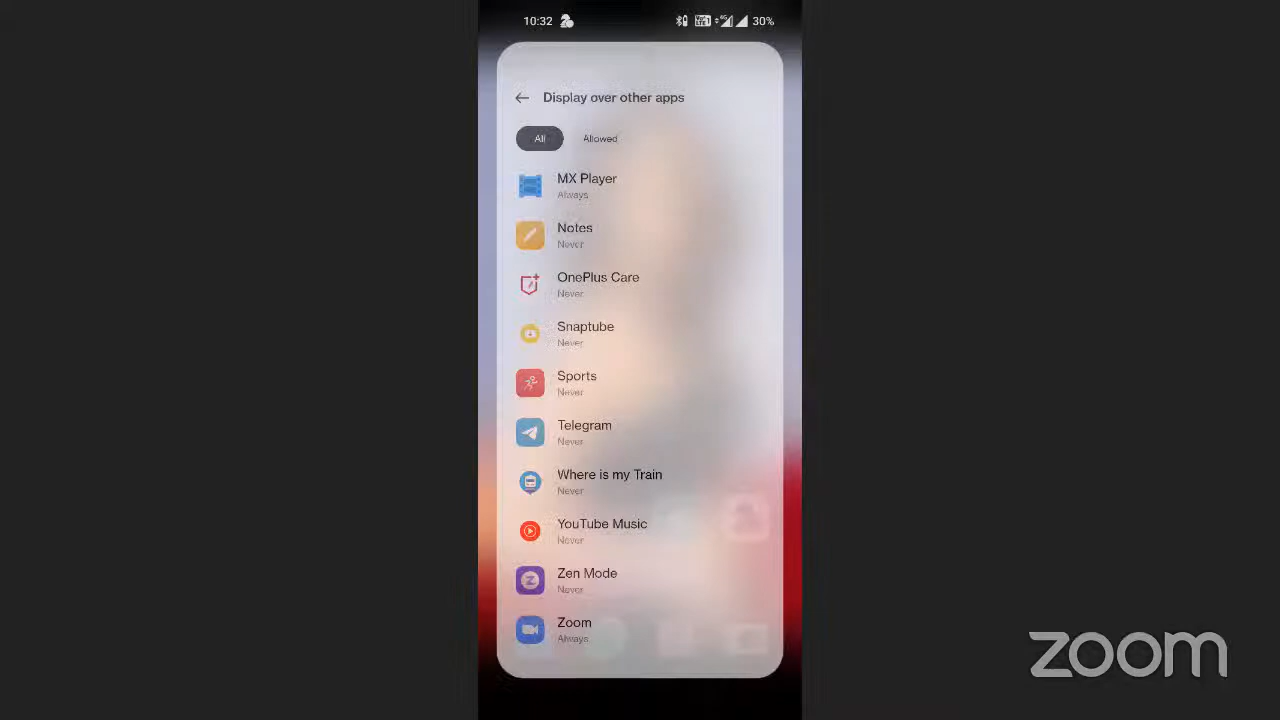 10:32 30%
Display over other apps
All Allowed
MX Player
Always
Notes
Never
OnePlus Care
Never
Snaptube
Never
Sports
Never
Telegram
Never
Where is my Train
Never
YouTube Music
Never
Zen Mode
Never
Zoom
Always
zoom